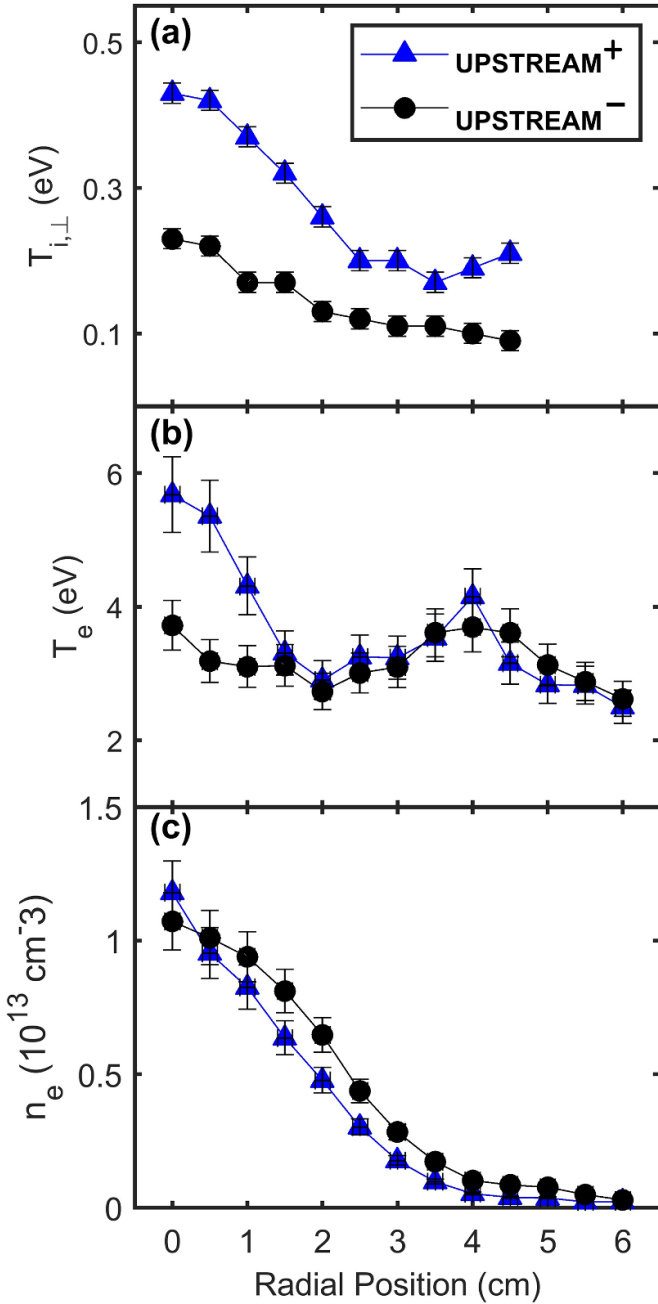 (a)
UPSTREAM+
UPSTREAM−
0.5
0.3
0.1
Ti,⊥ (eV)
(b)
6
4
2
Te (eV)
(c)
1.5
1
0.5
0
ne (10^13 cm-3)
0 1 2 3 4 5 6
Radial Position (cm)